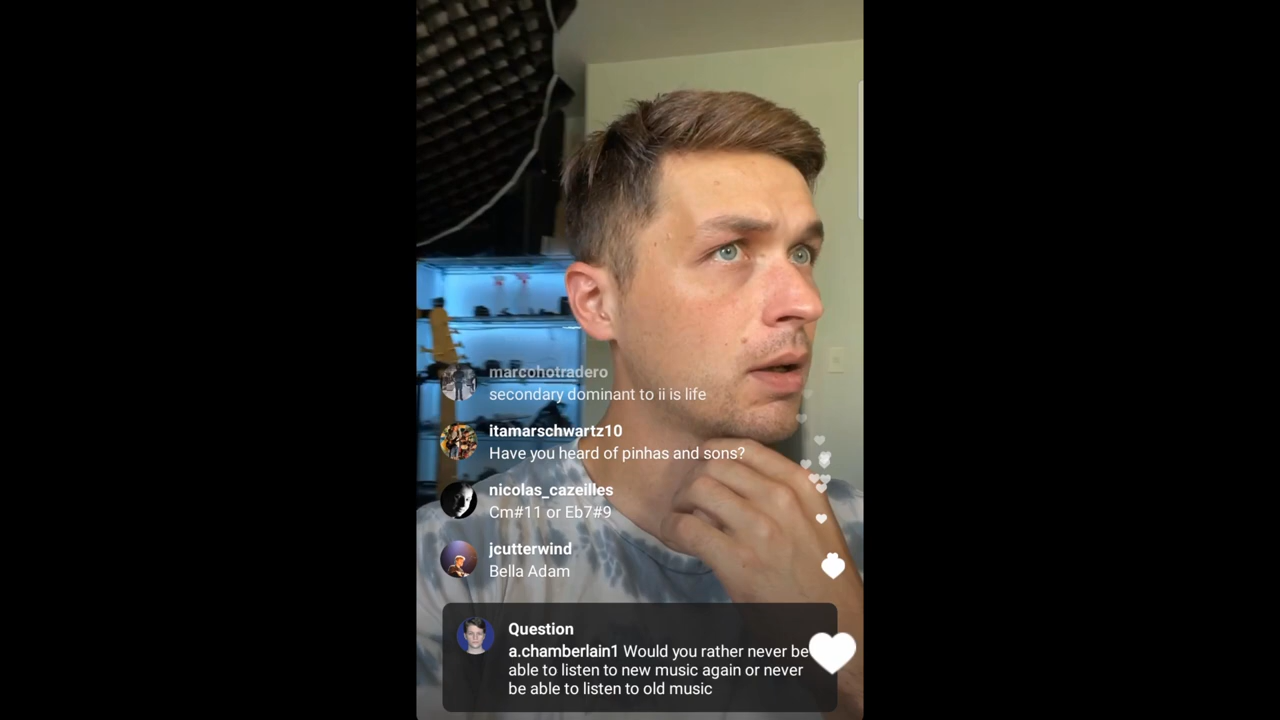 marcohotradero
secondary dominant to ii is life
itamarschwartz10
Have you heard of pinhas and sons?
nicolas_cazeilles
Cm#11 or Eb7#9
jcutterwind
Bella Adam
Question
a.chamberlain1 Would you rather never be
able to listen to new music again or never
be able to listen to old music